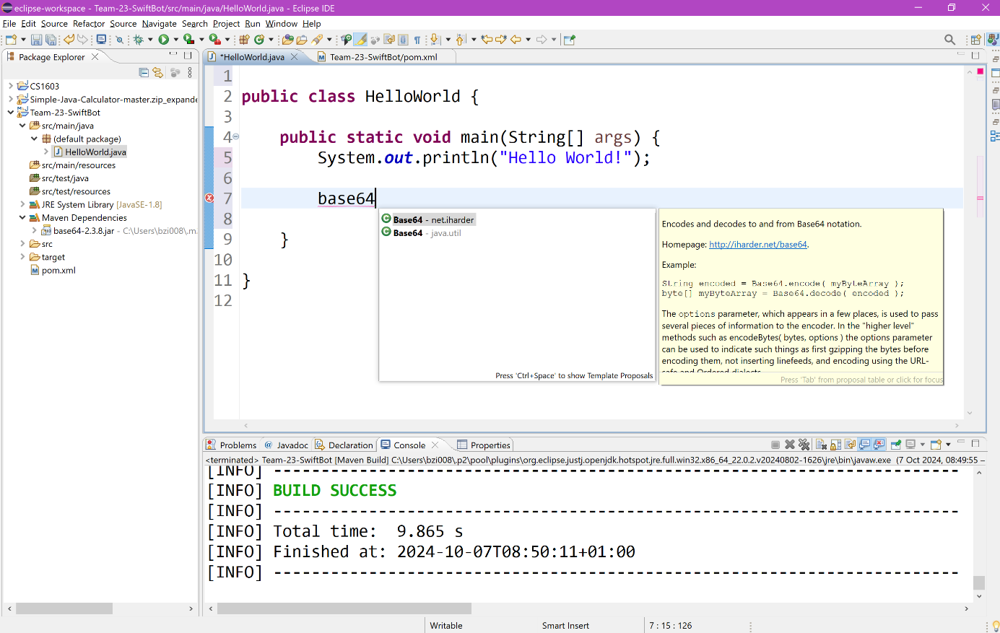 eclipse-workspace - Team-23-SwiftBot/src/main/java/HelloWorld.java - Eclipse IDE
File Edit Source Refactor Source Navigate Search Project Run Window Help
Package Explorer
CS1603
Simple-Java-Calculator-master.zip_expande
Team-23-SwiftBot
src/main/java
(default package)
HelloWorld.java
src/main/resources
src/test/java
src/test/resources
JRE System Library [JavaSE-1.8]
Maven Dependencies
base64-2.3.8.jar - C:\Users\bzi008\.m.
src
target
pom.xml
*HelloWorld.java
Team-23-SwiftBot/pom.xml
1
2 public class HelloWorld {
3
4 public static void main(String[] args) {
5 System.out.println("Hello World!");
6
7 base64
8
9 }
10
11 }
12
Base64 - net.iharder
Base64 - java.util
Press 'Ctrl+Space' to show Template Proposals
Encodes and decodes to and from Base64 notation.
Homepage: http://iharder.net/base64.
Example:
String encoded = Base64.encode( myByteArray );
byte[] myByteArray = Base64.decode( encoded );
The options parameter, which appears in a few places, is used to pass
several pieces of information to the encoder. In the "higher level"
methods such as encodeBytes( bytes, options ) the options parameter
can be used to indicate such things as first gzipping the bytes before
encoding them, not inserting linefeeds, and encoding using the URL-
safe and Ordered dialects.
Press 'Tab' from proposal table or click for focus
Problems @ Javadoc Declaration Console Properties
<terminated> Team-23-SwiftBot [Maven Build] C:\Users\bzi008\.p2\pool\plugins\org.eclipse.justj.openjdk.hotspot.jre.full.win32.x86_64_22.0.2.v20240802-1626\jre\bin\javaw.exe (7 Oct 2024, 08:49:55 –
[INFO] ------------------------------------------------------------------------
[INFO] BUILD SUCCESS
[INFO] ------------------------------------------------------------------------
[INFO] Total time:  9.865 s
[INFO] Finished at: 2024-10-07T08:50:11+01:00
[INFO] ------------------------------------------------------------------------
Writable
Smart Insert
7 : 15 : 126